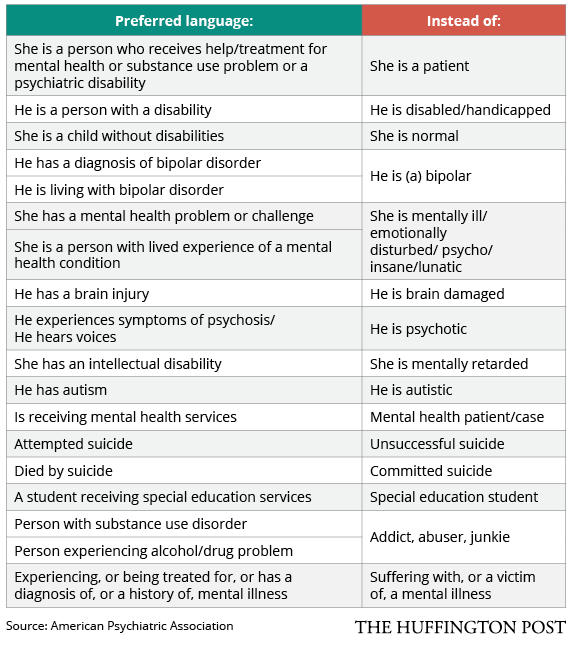 Preferred language:
Instead of:
She is a person who receives help/treatment for
mental health or substance use problem or a
psychiatric disability
She is a patient
He is a person with a disability
He is disabled/handicapped
She is a child without disabilities
She is normal
He has a diagnosis of bipolar disorder
He is living with bipolar disorder
He is (a) bipolar
She has a mental health problem or challenge
She is a person with lived experience of a mental
health condition
She is mentally ill/
emotionally
disturbed/ psycho/
insane/lunatic
He has a brain injury
He is brain damaged
He experiences symptoms of psychosis/
He hears voices
He is psychotic
She has an intellectual disability
She is mentally retarded
He has autism
He is autistic
Is receiving mental health services
Mental health patient/case
Attempted suicide
Unsuccessful suicide
Died by suicide
Committed suicide
A student receiving special education services
Special education student
Person with substance use disorder
Person experiencing alcohol/drug problem
Addict, abuser, junkie
Experiencing, or being treated for, or has a
diagnosis of, or a history of, mental illness
Suffering with, or a victim
of, a mental illness
Source: American Psychiatric Association
THE HUFFINGTON POST